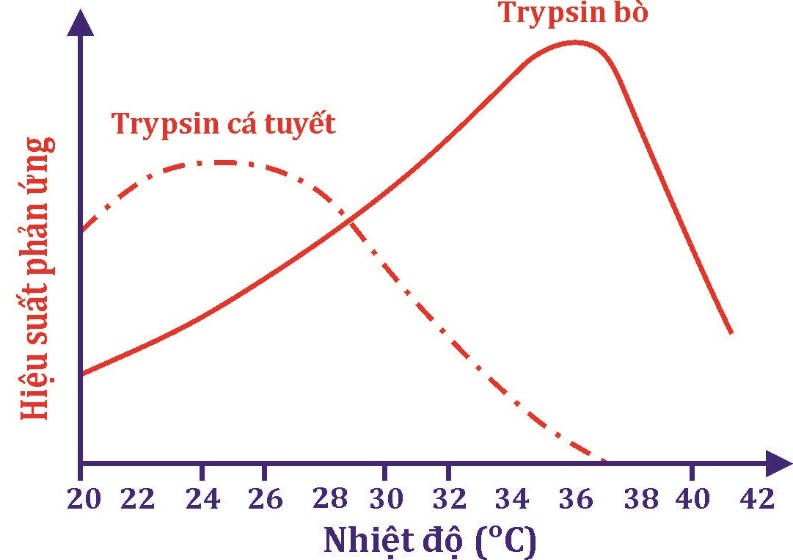 Trypsin bò
Trypsin cá tuyết
Hiệu suất phản ứng
20 22 24 26 28 30 32 34 36 38 40 42
Nhiệt độ (°C)